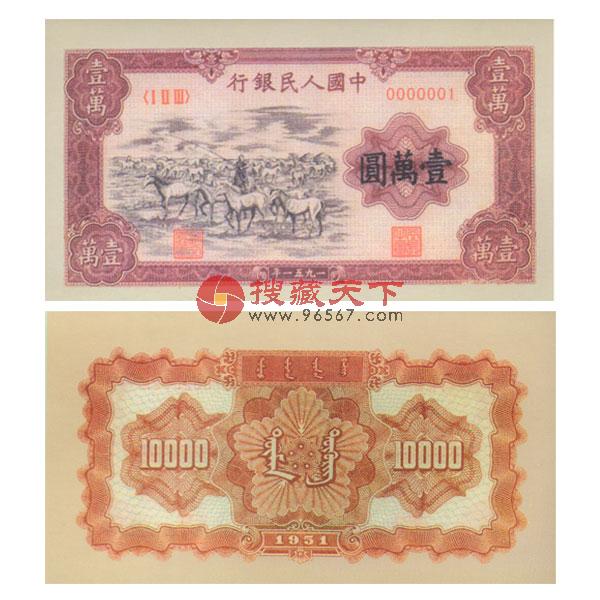 行銀民人國中
〈I II III〉
0000001
壹萬
壹萬
圓萬壹
壹萬
壹萬
年一五九一
搜藏天下
www.96567.com
10000
10000
1951